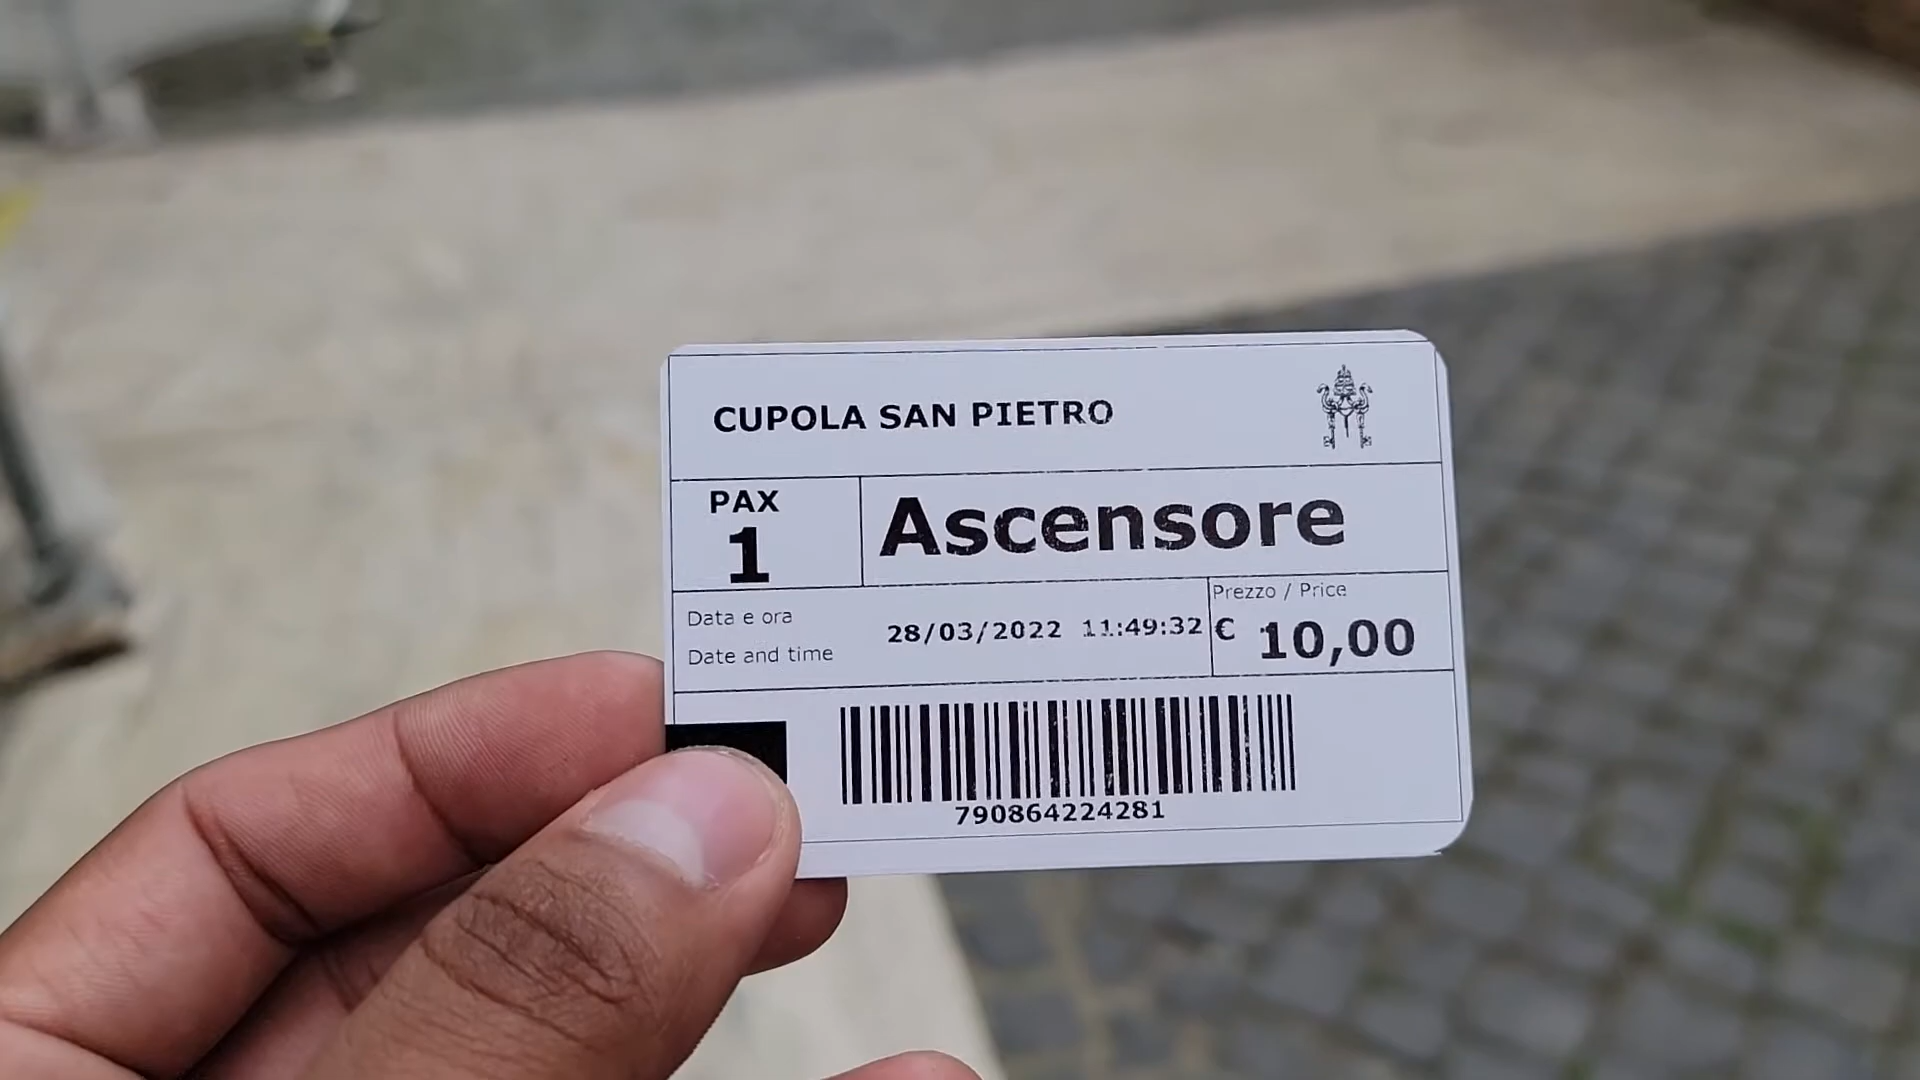 CUPOLA SAN PIETRO
PAX
1
Ascensore
Data e ora
Date and time
28/03/2022 11:49:32
Prezzo / Price
€ 10,00
790864224281